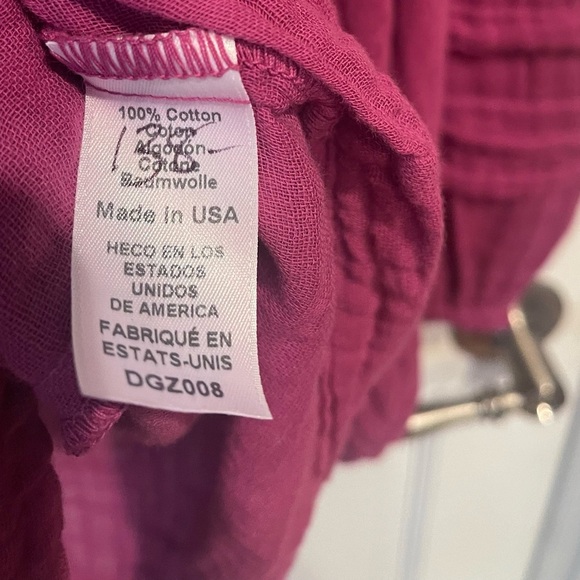 100% Cotton
Coton
Algodón
Cotone
Baumwolle
Made in USA
HECO EN LOS
ESTADOS
UNIDOS
DE AMERICA
FABRIQUÉ EN
ESTATS-UNIS
DGZ008